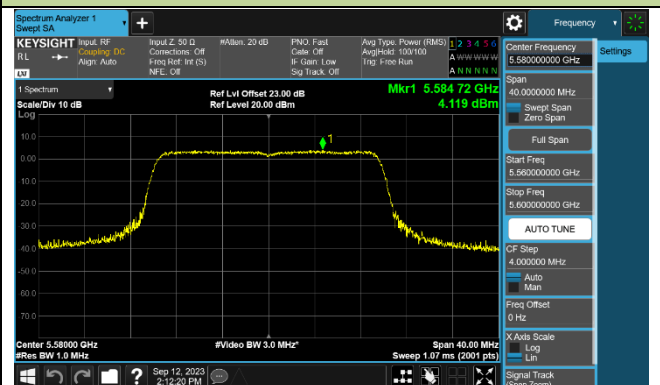 Spectrum Analyzer 1
Swept SA
Frequency
KEYSIGHT
RL
LXI
Input: RF
Coupling: DC
Align: Auto
Input Z: 50 Ω
Corrections: Off
Freq Ref: Int (S)
NFE: Off
#Atten: 20 dB
PNO: Fast
Gate: Off
IF Gain: Low
Sig Track: Off
Avg Type: Power (RMS)
Avg|Hold: 100/100
Trig: Free Run
1 2 3 4 5 6
A W W W W W
A N N N N N
Center Frequency
5.580000000 GHz
Settings
Span
40.0000000 MHz
Swept Span
Zero Span
Full Span
Start Freq
5.560000000 GHz
Stop Freq
5.600000000 GHz
AUTO TUNE
CF Step
4.000000 MHz
Auto
Man
Freq Offset
0 Hz
X Axis Scale
Log
Lin
Signal Track
(Span Zoom)
1 Spectrum
Scale/Div 10 dB
Log
Ref Lvl Offset 23.00 dB
Ref Level 20.00 dBm
Mkr1 5.584 72 GHz
4.119 dBm
1
10.0
0.00
-10.0
-20.0
-30.0
-40.0
-50.0
-60.0
-70.0
Center 5.58000 GHz
#Res BW 1.0 MHz
#Video BW 3.0 MHz*
Span 40.00 MHz
Sweep 1.07 ms (2001 pts)
Sep 12, 2023
2:12:20 PM